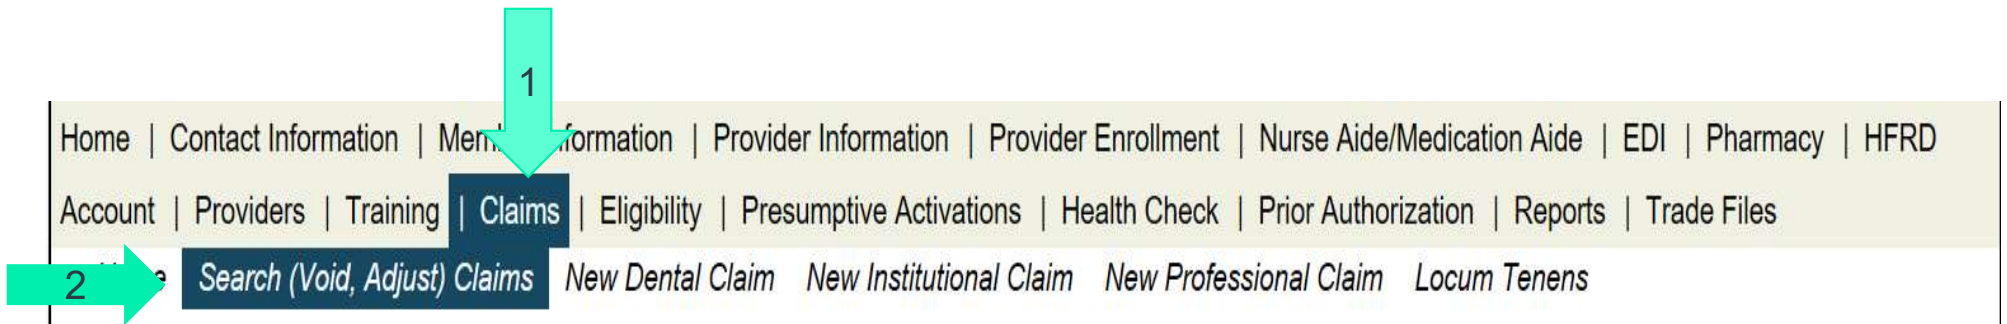 1
Home | Contact Information | Member Information | Provider Information | Provider Enrollment | Nurse Aide/Medication Aide | EDI | Pharmacy | HFRD
Account | Providers | Training | Claims | Eligibility | Presumptive Activations | Health Check | Prior Authorization | Reports | Trade Files
2 Search (Void, Adjust) Claims New Dental Claim New Institutional Claim New Professional Claim Locum Tenens